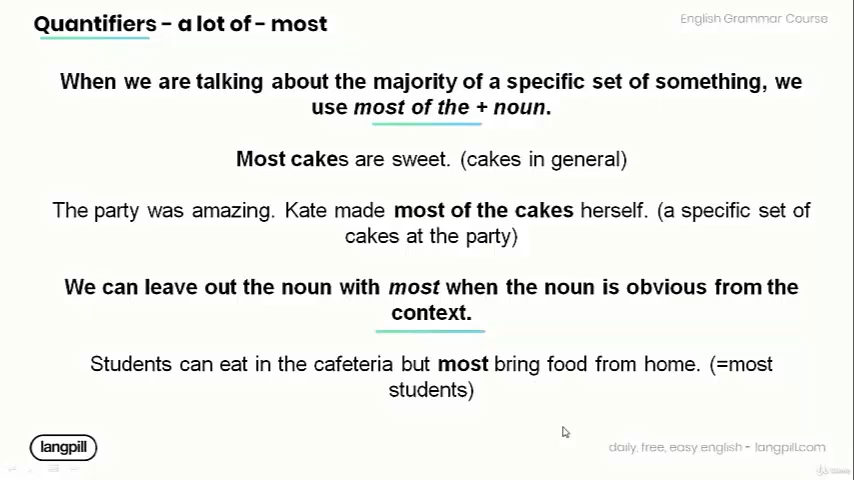 Quantifiers - a lot of - most
English Grammar Course
When we are talking about the majority of a specific set of something, we
use most of the + noun.
Most cakes are sweet. (cakes in general)
The party was amazing. Kate made most of the cakes herself. (a specific set of
cakes at the party)
We can leave out the noun with most when the noun is obvious from the
context.
Students can eat in the cafeteria but most bring food from home. (=most
students)
langpill
daily, free, easy english - langpill.com